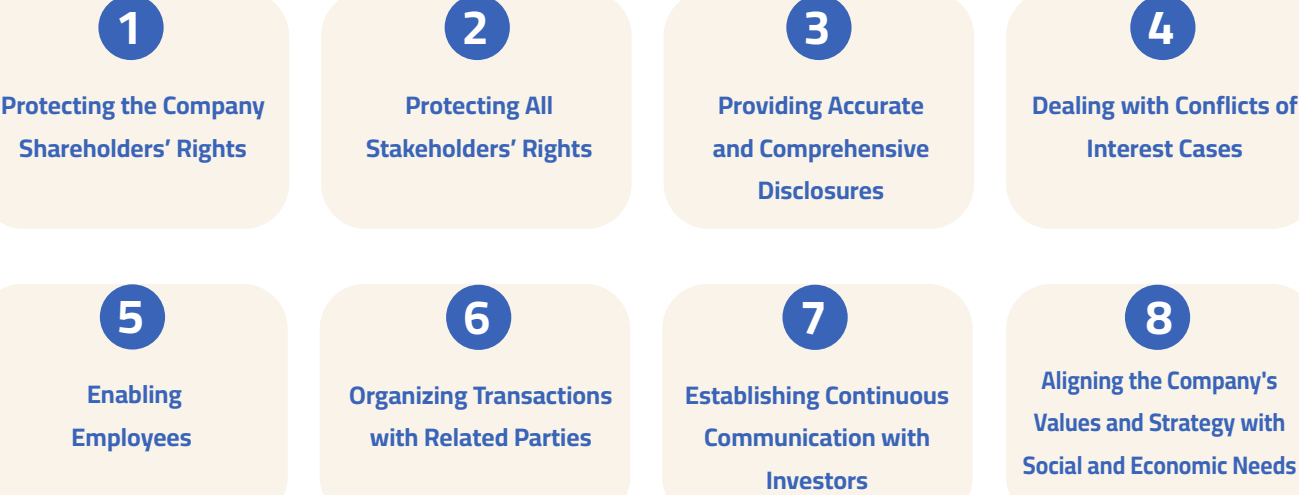 1
Protecting the Company
Shareholders’ Rights
2
Protecting All
Stakeholders’ Rights
3
Providing Accurate
and Comprehensive
Disclosures
4
Dealing with Conflicts of
Interest Cases
5
Enabling
Employees
6
Organizing Transactions
with Related Parties
7
Establishing Continuous
Communication with
Investors
8
Aligning the Company's
Values and Strategy with
Social and Economic Needs